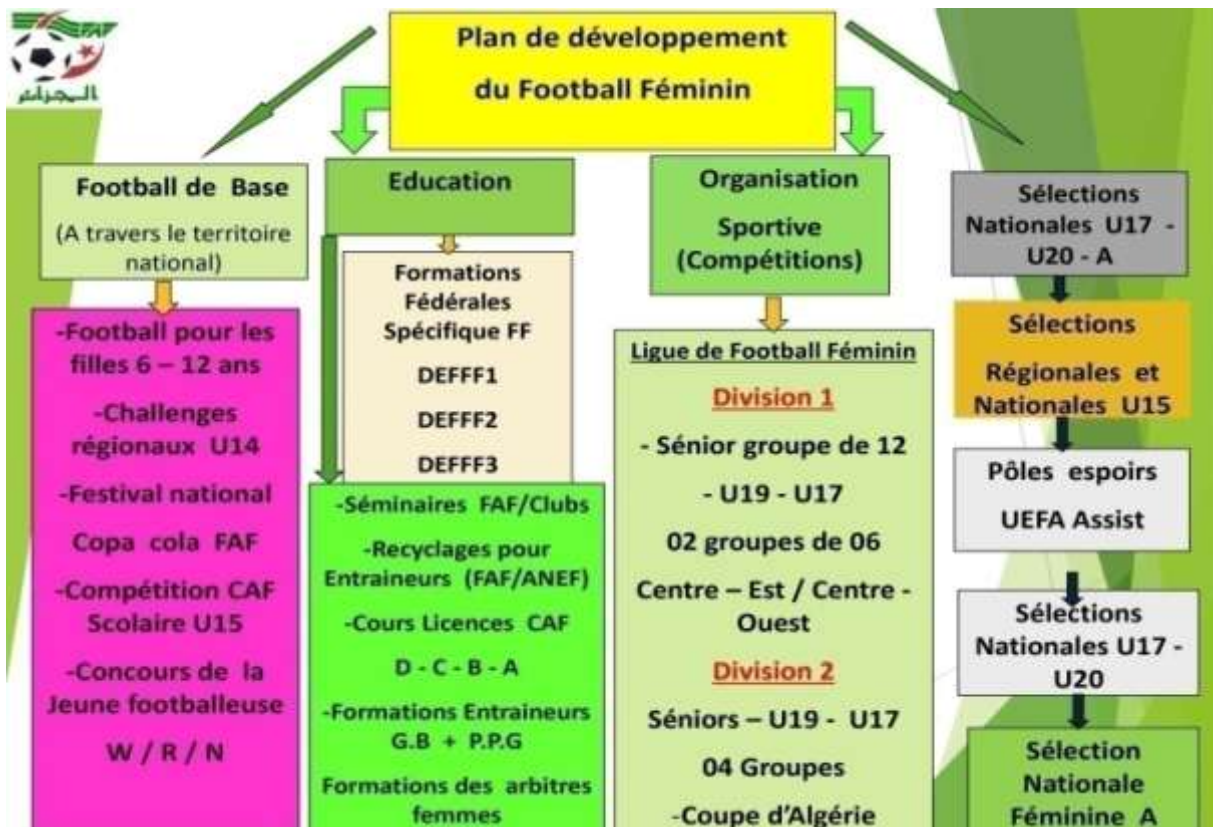 FAF
الجزائر
Plan de développement
du Football Féminin
Football de Base
(A travers le territoire
national)
-Football pour les
filles 6 – 12 ans
-Challenges
régionaux U14
-Festival national
Copa cola FAF
-Compétition CAF
Scolaire U15
-Concours de la
Jeune footballeuse
W / R / N
Education
Formations
Fédérales
Spécifique FF
DEFFF1
DEFFF2
DEFFF3
-Séminaires FAF/Clubs
-Recyclages pour
Entraineurs (FAF/ANEF)
-Cours Licences CAF
D - C - B - A
-Formations Entraineurs
G.B + P.P.G
Formations des arbitres
femmes
Organisation
Sportive
(Compétitions)
Ligue de Football Féminin
Division 1
- Sénior groupe de 12
- U19 - U17
02 groupes de 06
Centre – Est / Centre -
Ouest
Division 2
Séniors – U19 - U17
04 Groupes
-Coupe d'Algérie
Sélections
Nationales U17 -
U20 - A
Sélections
Régionales et
Nationales U15
Pôles espoirs
UEFA Assist
Sélections
Nationales U17 -
U20
Sélection
Nationale
Féminine A